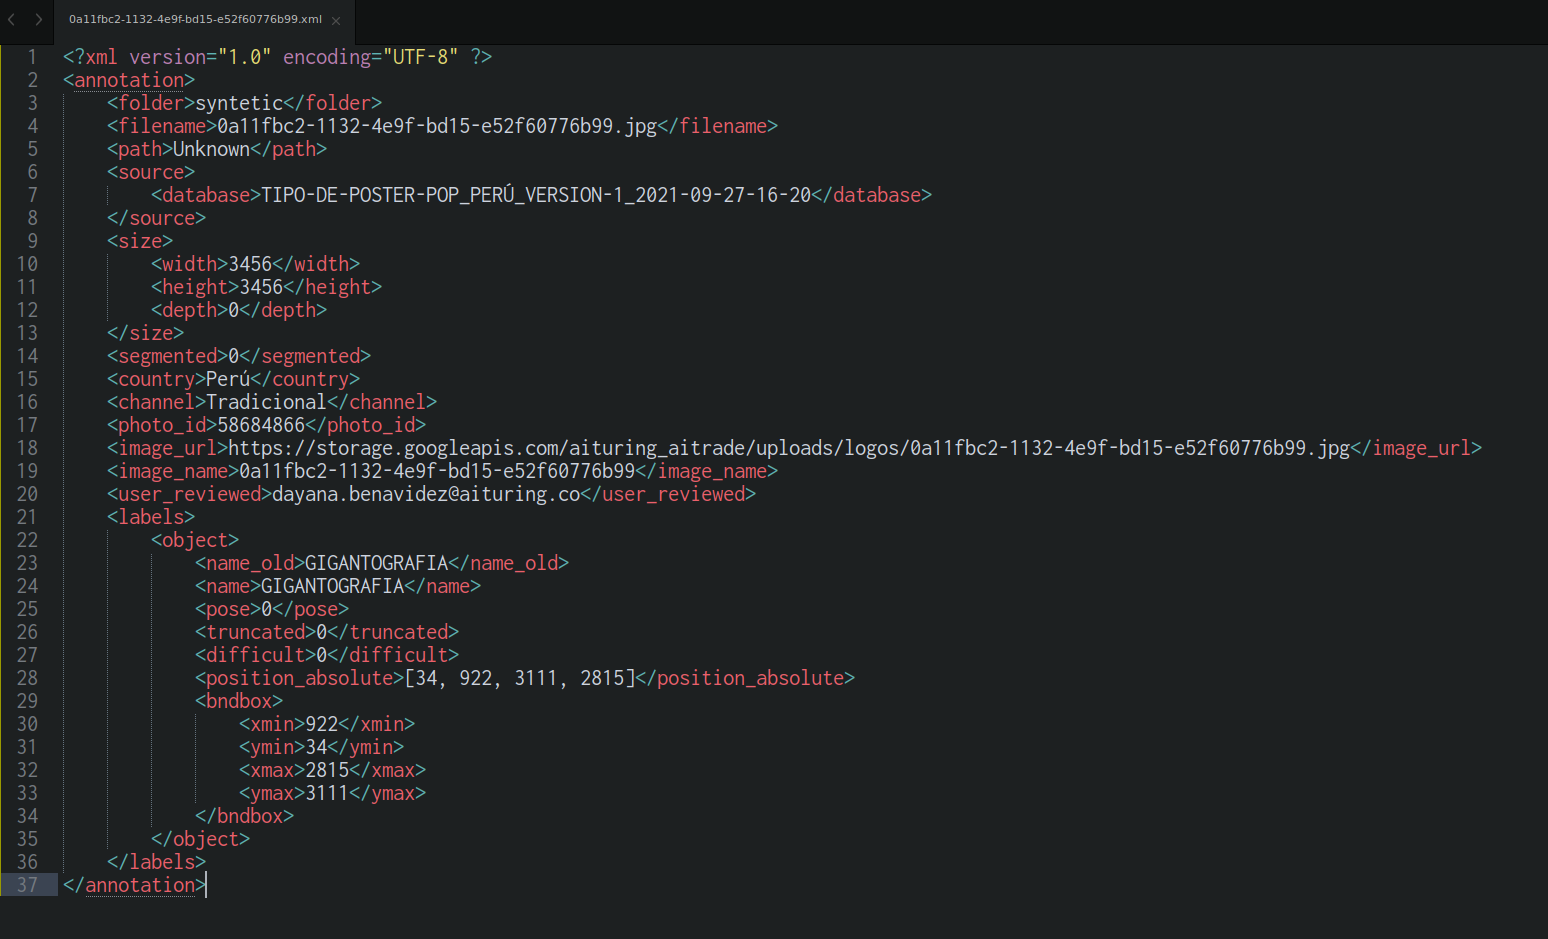 0a11fbc2-1132-4e9f-bd15-e52f60776b99.xml
1 <?xml version="1.0" encoding="UTF-8" ?>
2 <annotation>
3 <folder>syntetic</folder>
4 <filename>0a11fbc2-1132-4e9f-bd15-e52f60776b99.jpg</filename>
5 <path>Unknown</path>
6 <source>
7 <database>TIPO-DE-POSTER-POP_PERÚ_VERSION-1_2021-09-27-16-20</database>
8 </source>
9 <size>
10 <width>3456</width>
11 <height>3456</height>
12 <depth>0</depth>
13 </size>
14 <segmented>0</segmented>
15 <country>Perú</country>
16 <channel>Tradicional</channel>
17 <photo_id>58684866</photo_id>
18 <image_url>https://storage.googleapis.com/aituring_aitrade/uploads/logos/0a11fbc2-1132-4e9f-bd15-e52f60776b99.jpg</image_url>
19 <image_name>0a11fbc2-1132-4e9f-bd15-e52f60776b99</image_name>
20 <user_reviewed>dayana.benavidez@aituring.co</user_reviewed>
21 <labels>
22 <object>
23 <name_old>GIGANTOGRAFIA</name_old>
24 <name>GIGANTOGRAFIA</name>
25 <pose>0</pose>
26 <truncated>0</truncated>
27 <difficult>0</difficult>
28 <position_absolute>[34, 922, 3111, 2815]</position_absolute>
29 <bndbox>
30 <xmin>922</xmin>
31 <ymin>34</ymin>
32 <xmax>2815</xmax>
33 <ymax>3111</ymax>
34 </bndbox>
35 </object>
36 </labels>
37 </annotation>